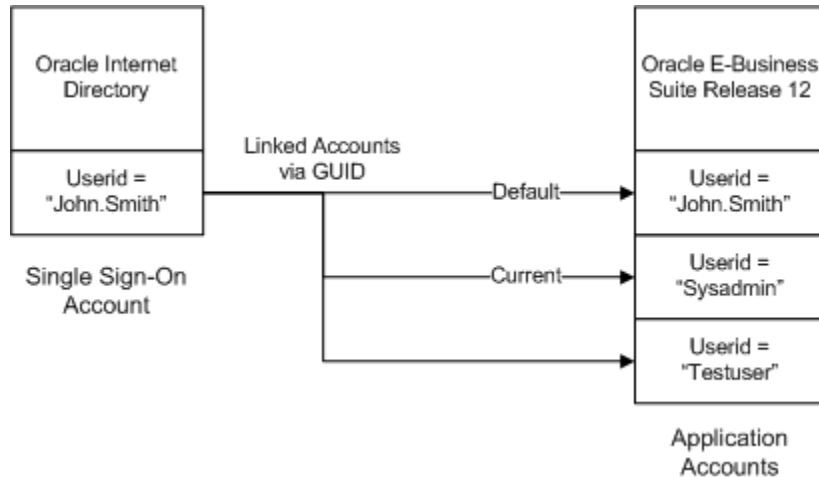 Oracle Internet
Directory
Userid =
“John.Smith”
Single Sign-On
Account
Linked Accounts
via GUID
Default
Current
Oracle E-Business
Suite Release 12
Userid =
“John.Smith”
Userid =
“Sysadmin”
Userid =
“Testuser”
Application
Accounts